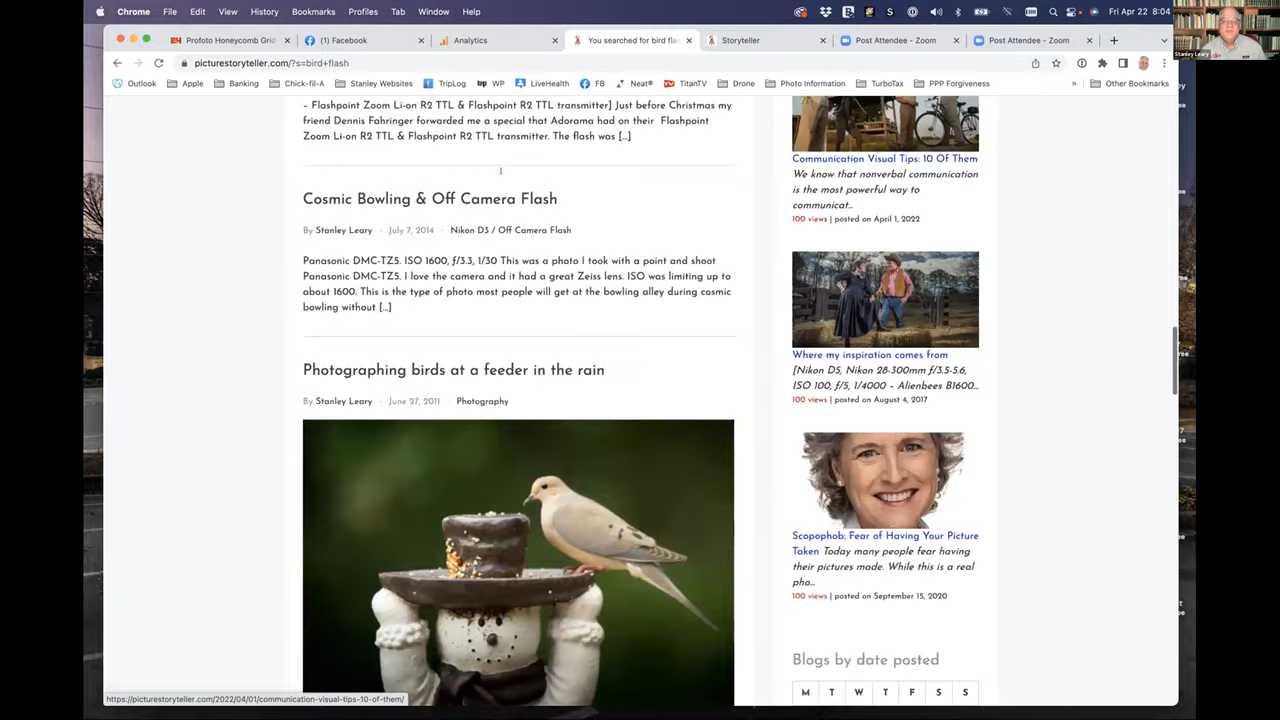 Chrome File Edit View History Bookmarks Profiles Tab Window Help Fri Apr 22 8:04
Profoto Honeycomb Grid (1) Facebook Analytics You searched for bird fla Storyteller Post Attendee - Zoom Post Attendee - Zoom
picturestoryteller.com/?s=bird+flash
Outlook Apple Banking Chick-fil-A Stanley Websites TripLog WP LiveHealth FB Neat® TitanTV Drone Photo Information TurboTax PPP Forgiveness » Other Bookmarks
– Flashpoint Zoom Li-on R2 TTL & Flashpoint R2 TTL transmitter] Just before Christmas my
friend Dennis Fahringer forwarded me a special that Adorama had on their Flashpoint
Zoom Li-on R2 TTL & Flashpoint R2 TTL transmitter. The flash was [...]
Cosmic Bowling & Off Camera Flash
By Stanley Leary · July 7, 2014 · Nikon D3 / Off Camera Flash
Panasonic DMC-TZ5. ISO 1600, ƒ/3.3, 1/30 This was a photo I took with a point and shoot
Panasonic DMC-TZ5. I love the camera and it had a great Zeiss lens. ISO was limiting up to
about 1600. This is the type of photo most people will get at the bowling alley during cosmic
bowling without [...]
Photographing birds at a feeder in the rain
By Stanley Leary · June 27, 2011 · Photography
Communication Visual Tips: 10 Of Them
We know that nonverbal communication
is the most powerful way to
communicat...
100 views | posted on April 1, 2022
Where my inspiration comes from
[Nikon D5, Nikon 28-300mm ƒ/3.5-5.6,
ISO 100, ƒ/5, 1/4000 – Alienbees B1600...
100 views | posted on August 4, 2017
Scopophob: Fear of Having Your Picture
Taken Today many people fear having
their pictures made. While this is a real
pho...
100 views | posted on September 15, 2020
Blogs by date posted
M T W T F S S
https://picturestoryteller.com/2022/04/01/communication-visual-tips-10-of-them/
Stanley Leary